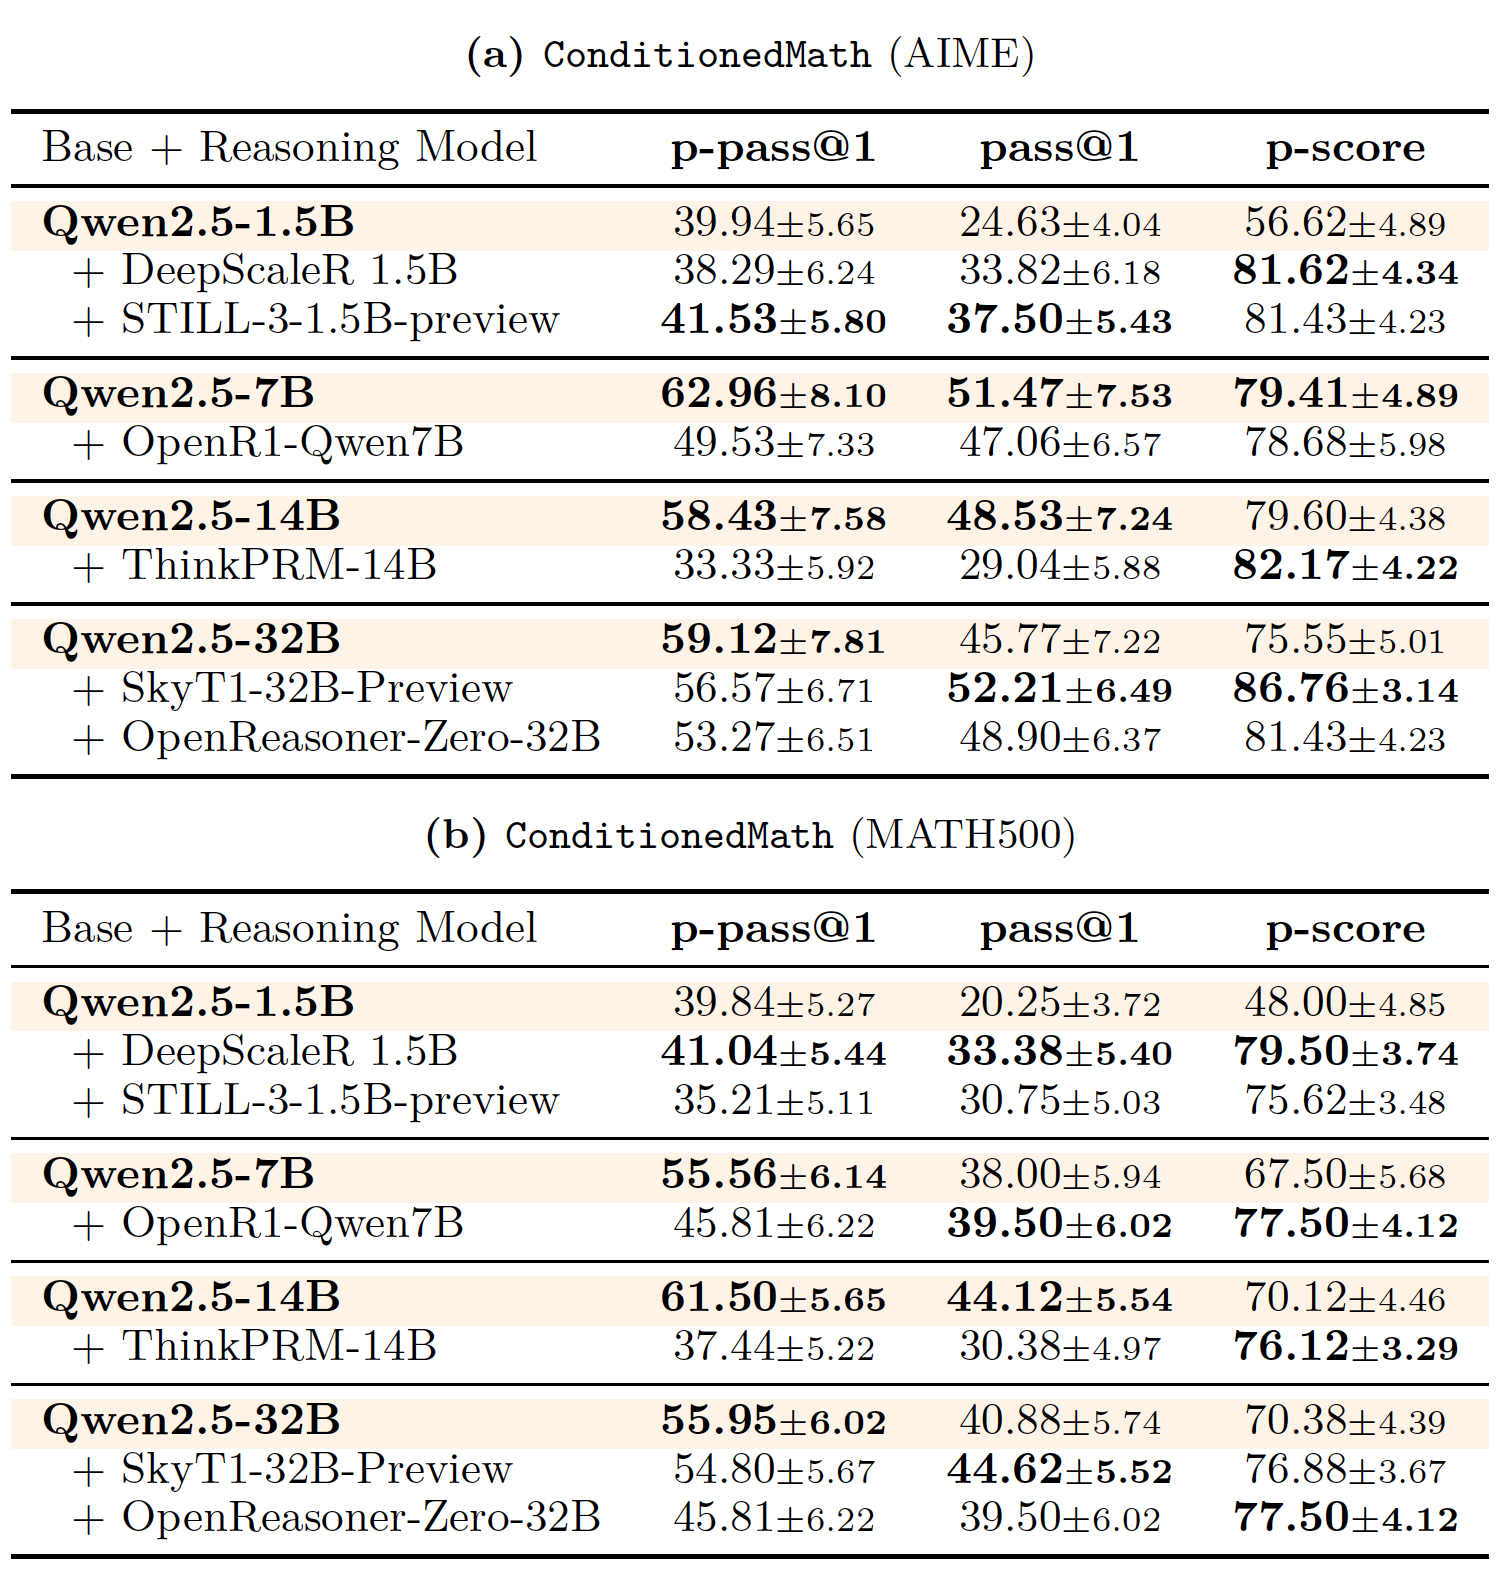 (a) ConditionedMath (AIME)
Base + Reasoning Model p-pass@1 pass@1 p-score
Qwen2.5-1.5B 39.94±5.65 24.63±4.04 56.62±4.89
+ DeepScaleR 1.5B 38.29±6.24 33.82±6.18 81.62±4.34
+ STILL-3-1.5B-preview 41.53±5.80 37.50±5.43 81.43±4.23
Qwen2.5-7B 62.96±8.10 51.47±7.53 79.41±4.89
+ OpenR1-Qwen7B 49.53±7.33 47.06±6.57 78.68±5.98
Qwen2.5-14B 58.43±7.58 48.53±7.24 79.60±4.38
+ ThinkPRM-14B 33.33±5.92 29.04±5.88 82.17±4.22
Qwen2.5-32B 59.12±7.81 45.77±7.22 75.55±5.01
+ SkyT1-32B-Preview 56.57±6.71 52.21±6.49 86.76±3.14
+ OpenReasoner-Zero-32B 53.27±6.51 48.90±6.37 81.43±4.23
(b) ConditionedMath (MATH500)
Base + Reasoning Model p-pass@1 pass@1 p-score
Qwen2.5-1.5B 39.84±5.27 20.25±3.72 48.00±4.85
+ DeepScaleR 1.5B 41.04±5.44 33.38±5.40 79.50±3.74
+ STILL-3-1.5B-preview 35.21±5.11 30.75±5.03 75.62±3.48
Qwen2.5-7B 55.56±6.14 38.00±5.94 67.50±5.68
+ OpenR1-Qwen7B 45.81±6.22 39.50±6.02 77.50±4.12
Qwen2.5-14B 61.50±5.65 44.12±5.54 70.12±4.46
+ ThinkPRM-14B 37.44±5.22 30.38±4.97 76.12±3.29
Qwen2.5-32B 55.95±6.02 40.88±5.74 70.38±4.39
+ SkyT1-32B-Preview 54.80±5.67 44.62±5.52 76.88±3.67
+ OpenReasoner-Zero-32B 45.81±6.22 39.50±6.02 77.50±4.12